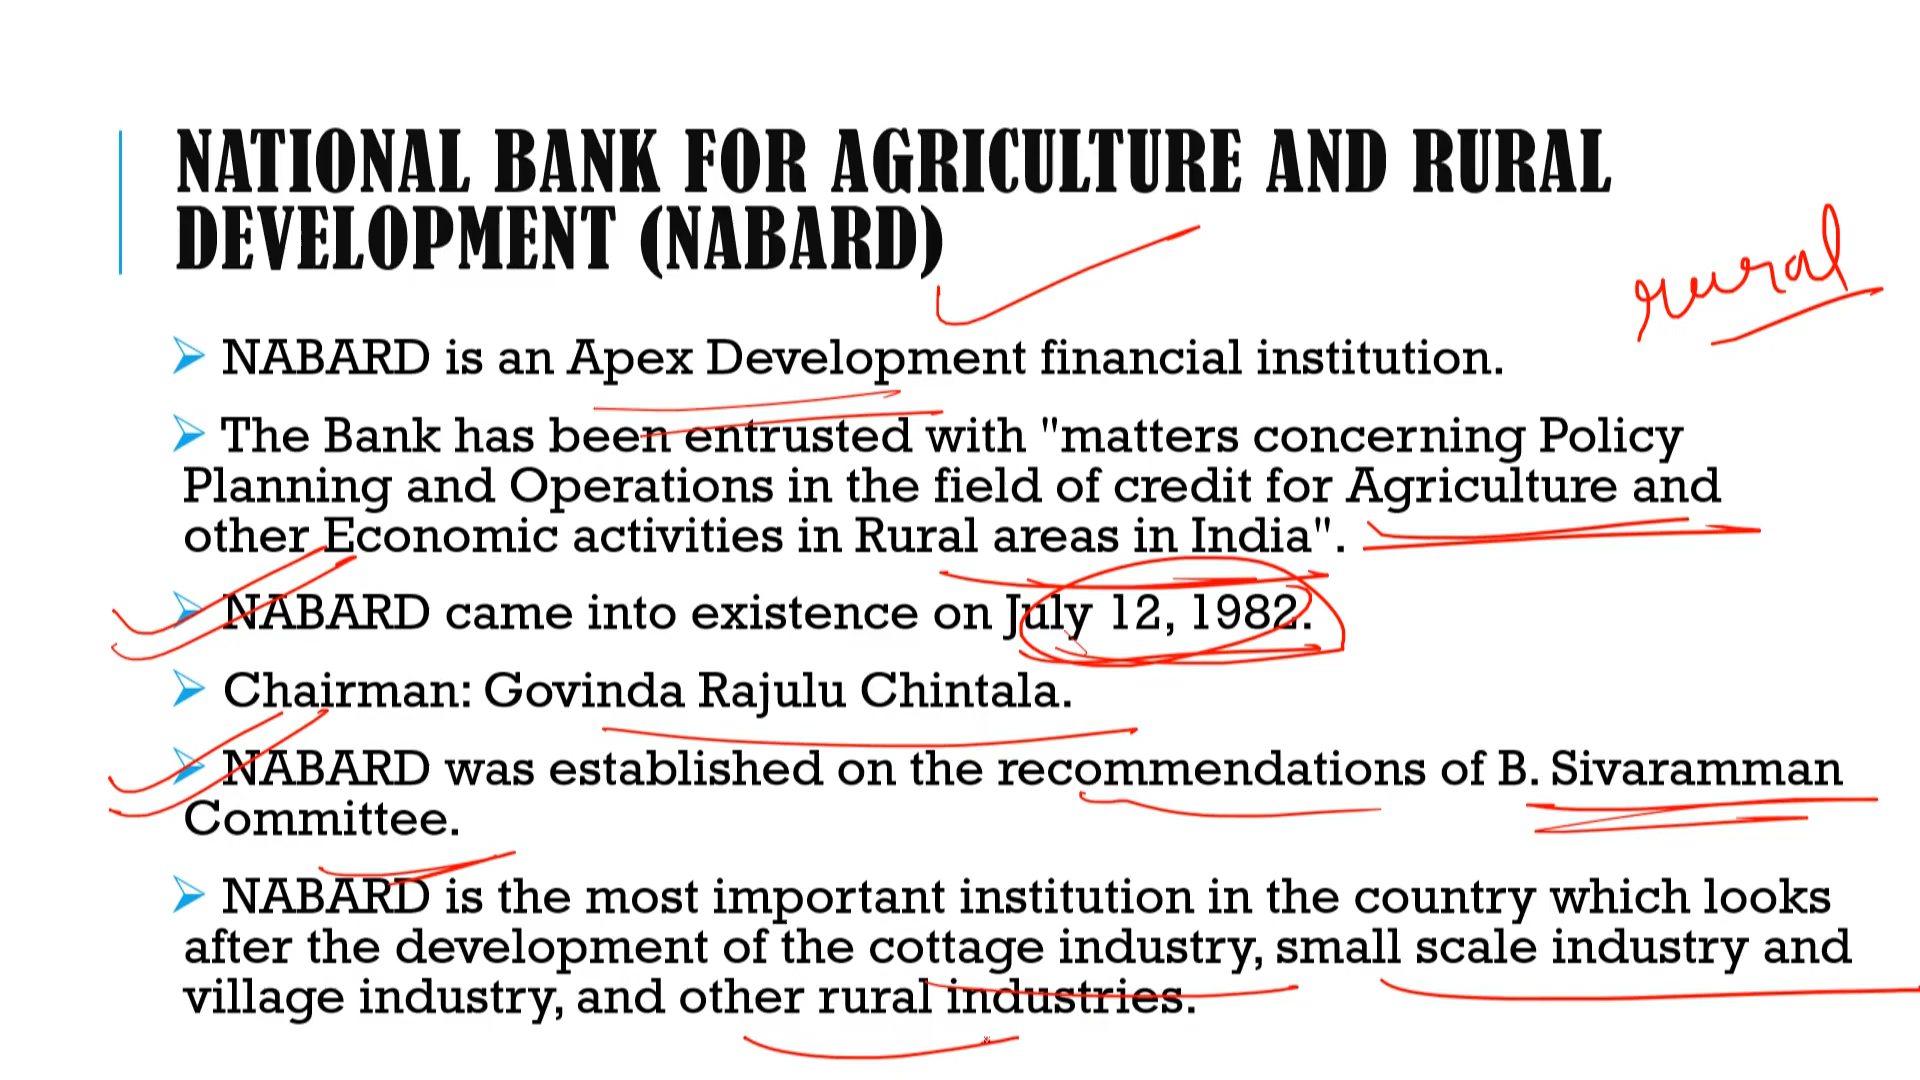 NATIONAL BANK FOR AGRICULTURE AND RURAL
DEVELOPMENT (NABARD)
rural
NABARD is an Apex Development financial institution.
The Bank has been entrusted with "matters concerning Policy
Planning and Operations in the field of credit for Agriculture and
other Economic activities in Rural areas in India".
NABARD came into existence on July 12, 1982.
Chairman: Govinda Rajulu Chintala.
NABARD was established on the recommendations of B. Sivaramman
Committee.
NABARD is the most important institution in the country which looks
after the development of the cottage industry, small scale industry and
village industry, and other rural industries.